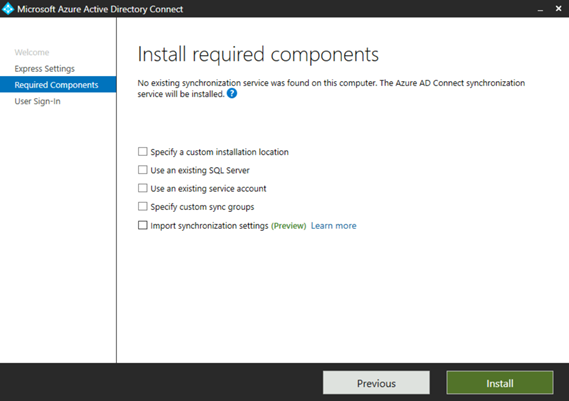 Microsoft Azure Active Directory Connect
Welcome
Express Settings
Required Components
User Sign-In
Install required components
No existing synchronization service was found on this computer. The Azure AD Connect synchronization
service will be installed. ?
Specify a custom installation location
Use an existing SQL Server
Use an existing service account
Specify custom sync groups
Import synchronization settings (Preview) Learn more
Previous
Install